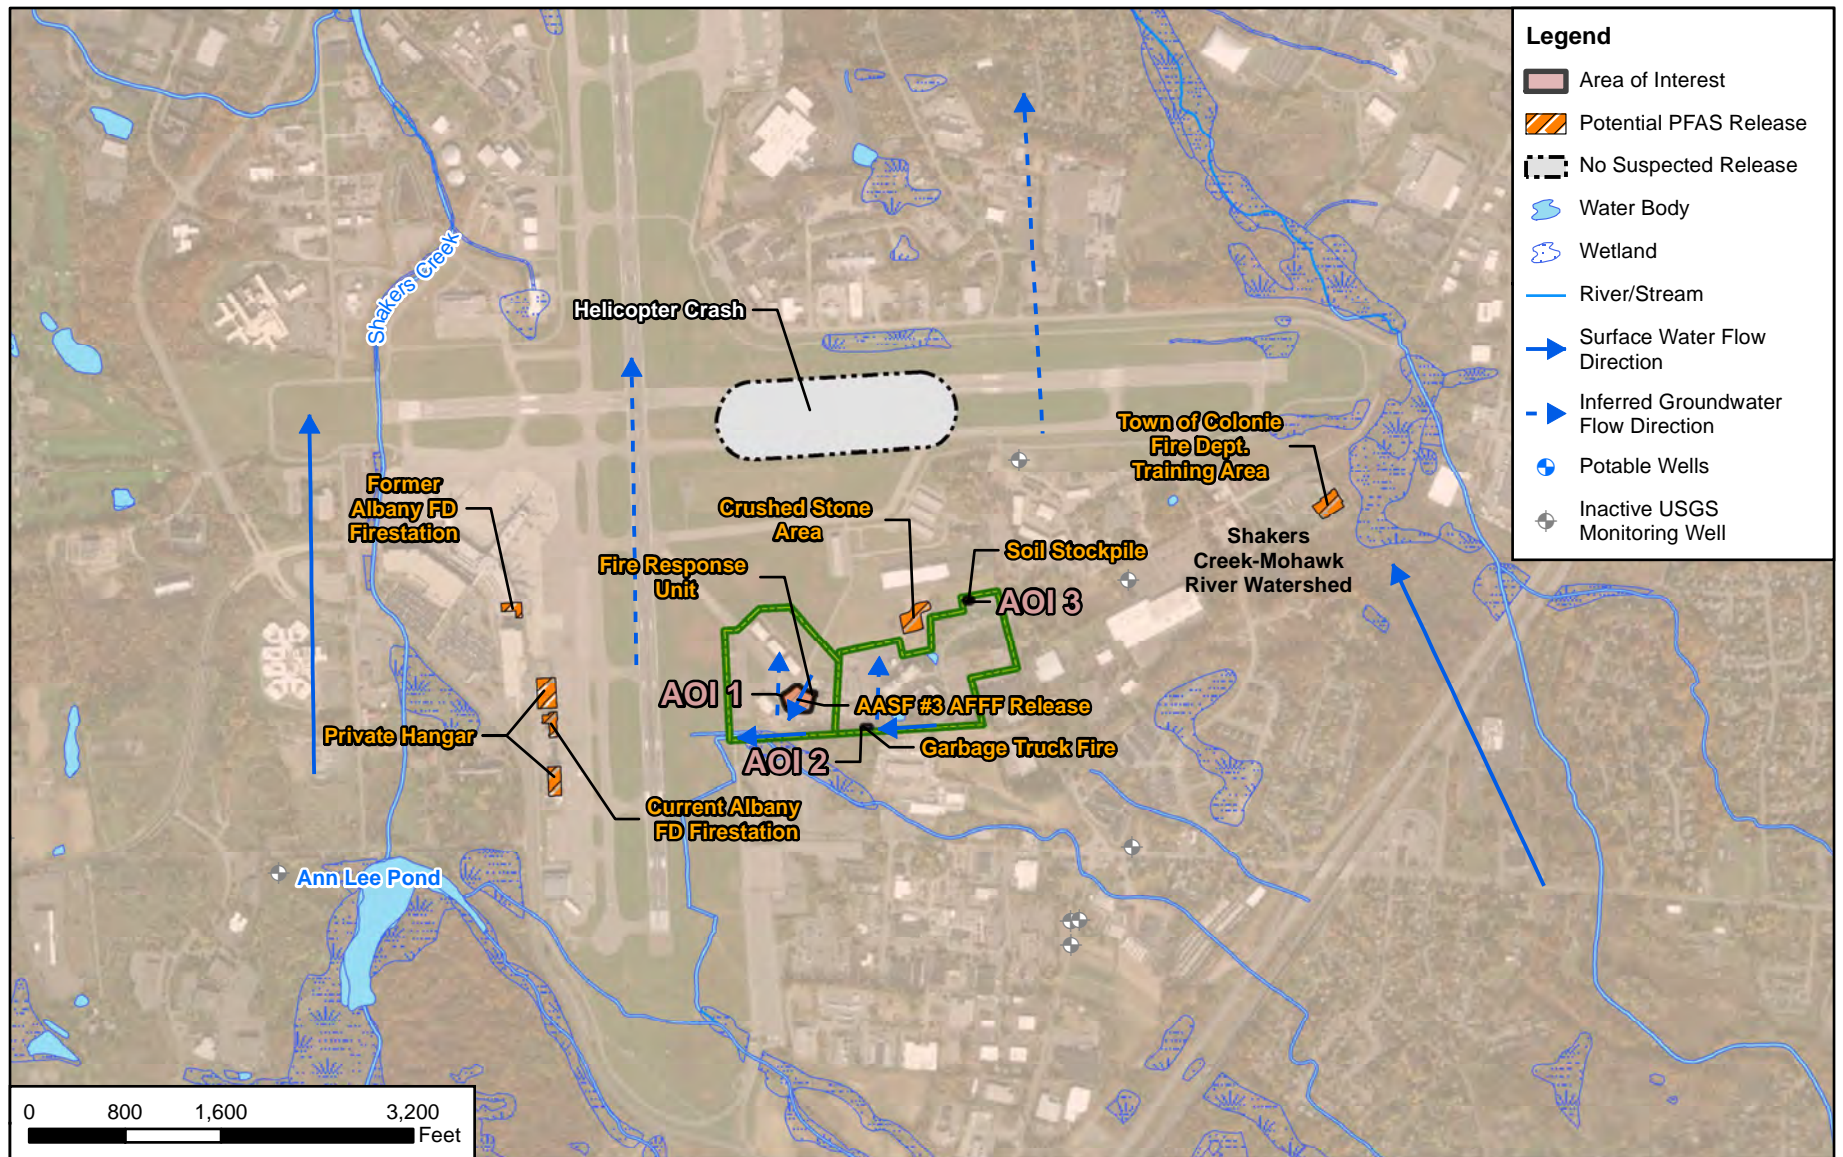 Legend
Area of Interest
Potential PFAS Release
No Suspected Release
Water Body
Wetland
River/Stream
Surface Water Flow
Direction
Inferred Groundwater
Flow Direction
Potable Wells
Inactive USGS
Monitoring Well
Shakers Creek
Helicopter Crash
Town of Colonie
Fire Dept.
Training Area
Former
Albany FD
Firestation
Crushed Stone
Area
Shakers
Creek-Mohawk
River Watershed
Soil Stockpile
Fire Response
Unit
AOI 3
AOI 1
AASF #3 AFFF Release
Private Hangar
Garbage Truck Fire
AOI 2
Current Albany
FD Firestation
Ann Lee Pond
0 800 1,600 3,200
Feet